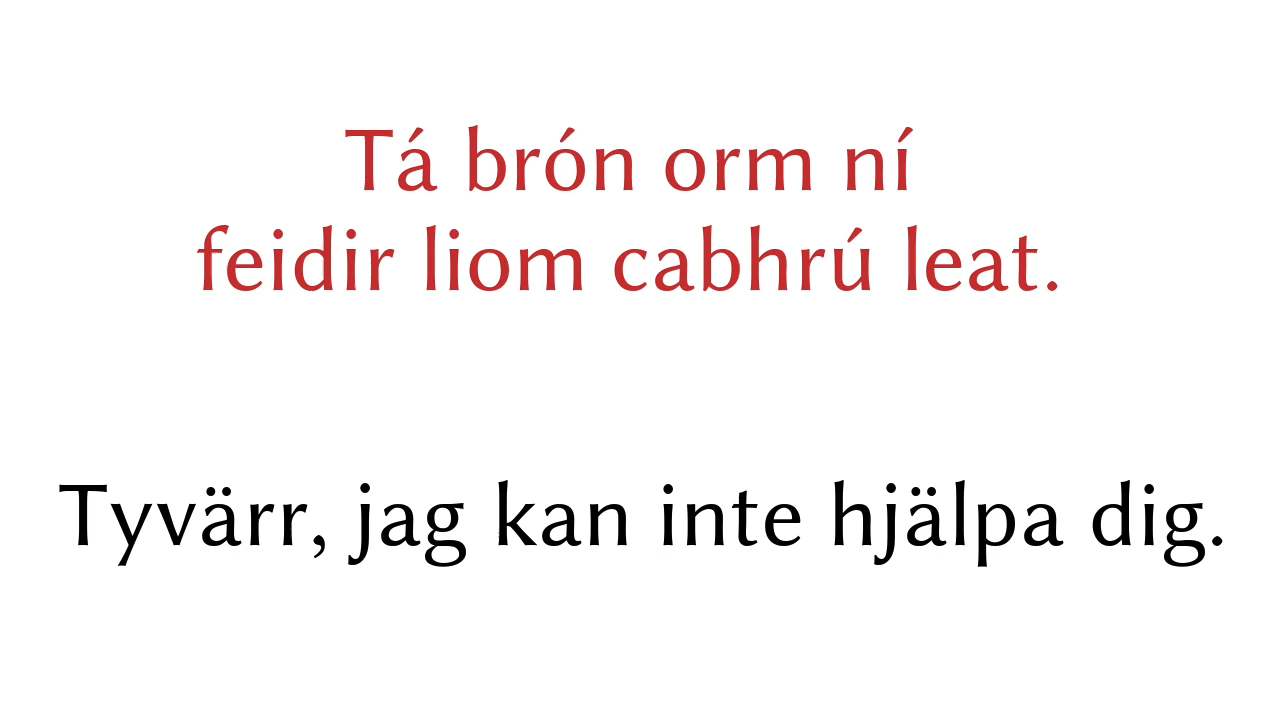 Tá brón orm ní
feidir liom cabhrú leat.
Tyvärr, jag kan inte hjälpa dig.